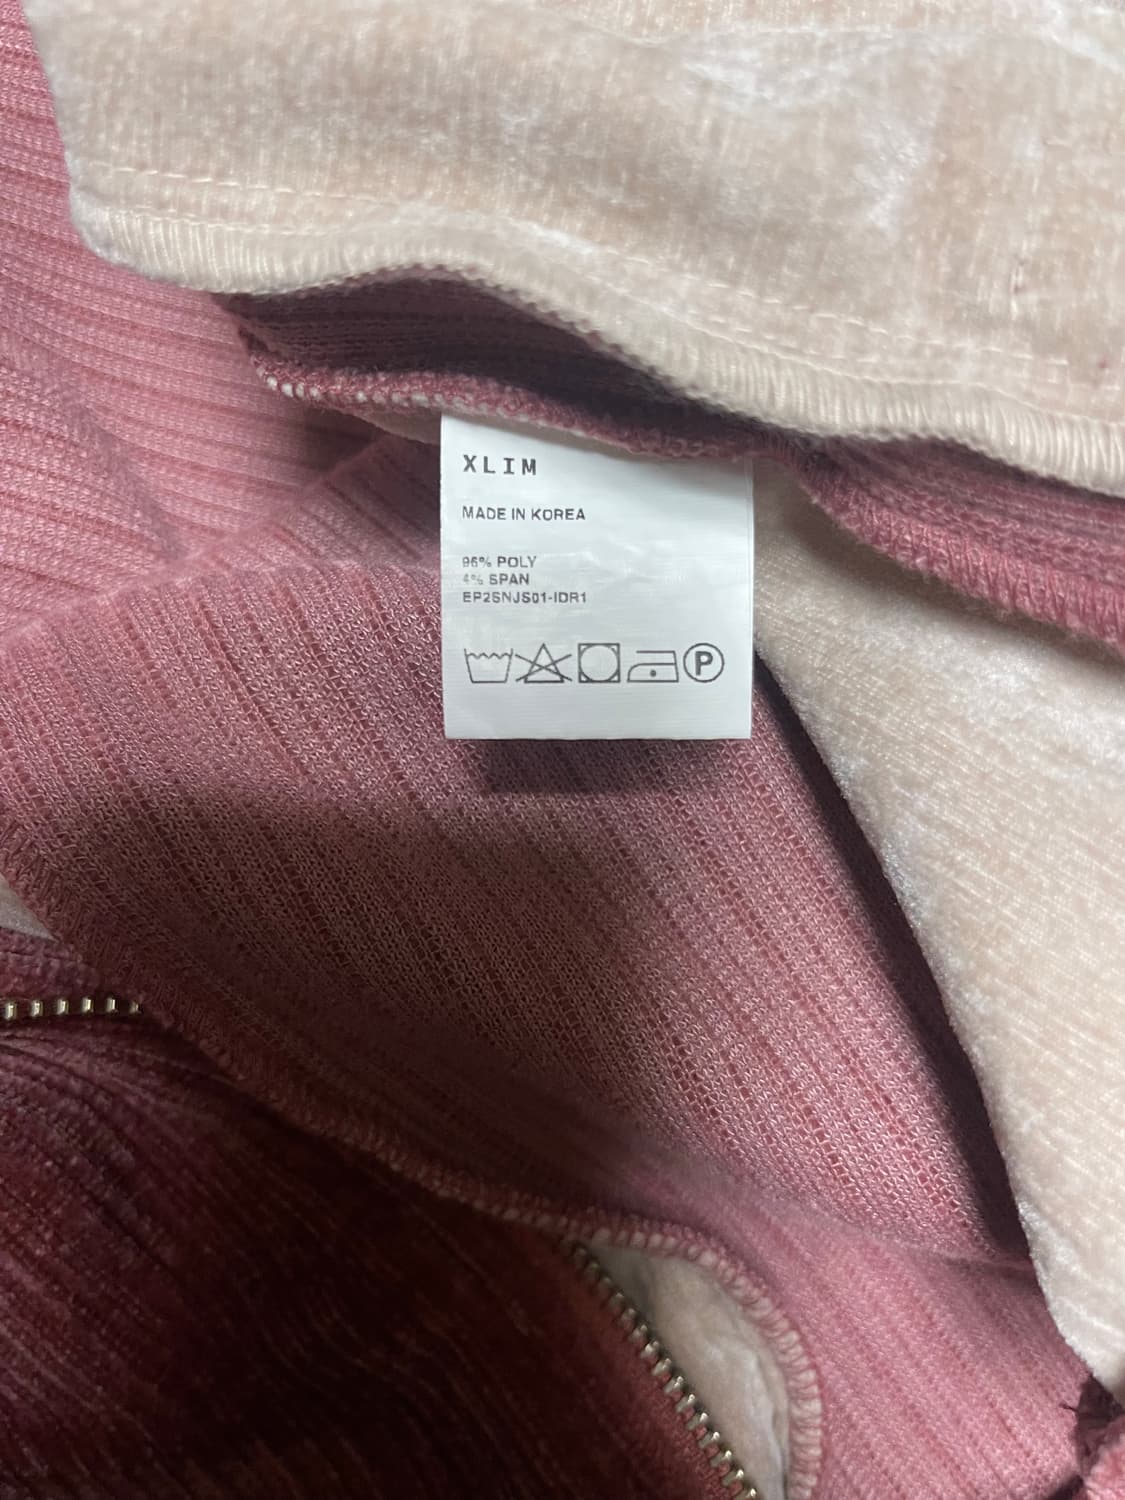 XLIM
MADE IN KOREA
96% POLY
4% SPAN
EP2SNJS01-IDR1
P